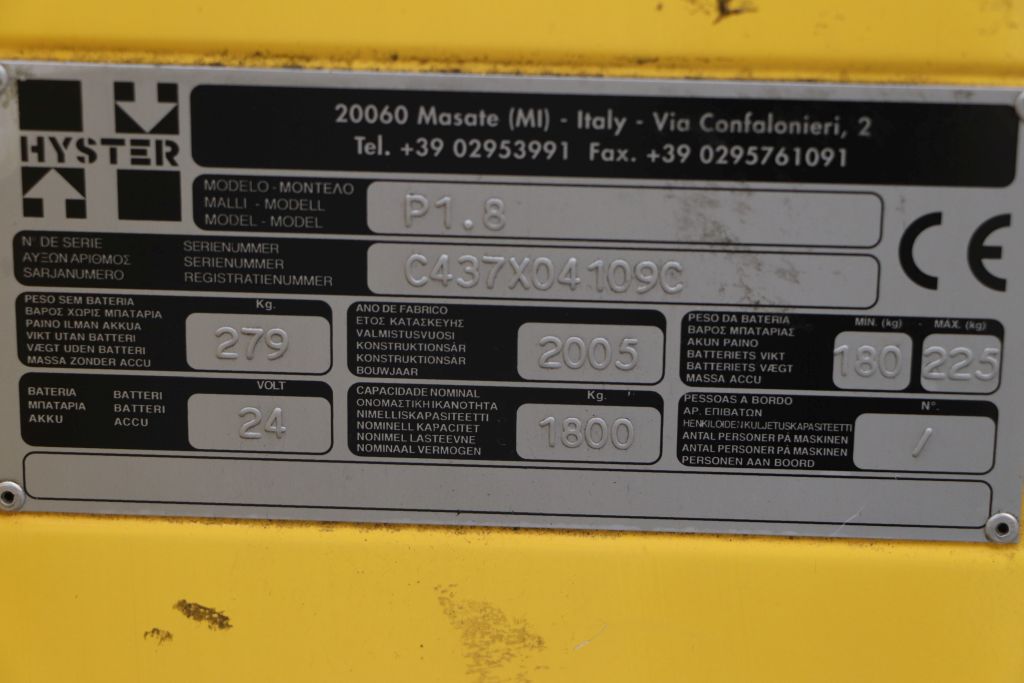 HYSTER
20060 Masate (MI) - Italy - Via Confalonieri, 2
Tel. +39 02953991 Fax. +39 0295761091
MODELO - ΜΟΝΤΕΛΟ
MALLI - MODELL
MODEL - MODEL
P1.8
CE
N° DE SERIE SERIENUMMER
ΑΥΞΩΝ ΑΡΙΘΜΟΣ SERIENUMMER
SARJANUMERO REGISTRATIENUMMER
C437X04109C
PESO SEM BATERIA
ΒΑΡΟΣ ΧΩΡΙΣ ΜΠΑΤΑΡΙΑ
PAINO ILMAN AKKUA
VIKT UTAN BATTERI
VÆGT UDEN BATTERI
MASSA ZONDER ACCU
Kg.
279
ANO DE FABRICO
ΕΤΟΣ ΚΑΤΑΣΚΕΥΗΣ
VALMISTUSVUOSI
KONSTRUKTIONSÅR
KONSTRUKTIONSÅR
BOUWJAAR
2005
PESO DA BATERIA
ΒΑΡΟΣ ΜΠΑΤΑΡΙΑΣ
AKUN PAINO
BATTERIETS VIKT
BATTERIETS VÆGT
MASSA ACCU
MIN. (kg)
180
MÁX. (kg)
225
BATERIA BATTERI
ΜΠΑΤΑΡΙΑ BATTERI
AKKU ACCU
VOLT
24
CAPACIDADE NOMINAL
ΟΝΟΜΑΣΤΙΚΗ ΙΚΑΝΟΤΗΤΑ
NIMELLISKAPASITEETTI
NOMINELL KAPACITET
NONIMEL LASTEEVNE
NOMINAAL VERMOGEN
Kg.
1800
PESSOAS A BORDO
ΑΡ. ΕΠΙΒΑΤΩΝ
HENKILÖIDEN KULJETUSKAPASITEETTI
ANTAL PERSONER PÅ MASKINEN
ANTAL PERSONER PÅ MASKINEN
PERSONEN AAN BOORD
N°.
/